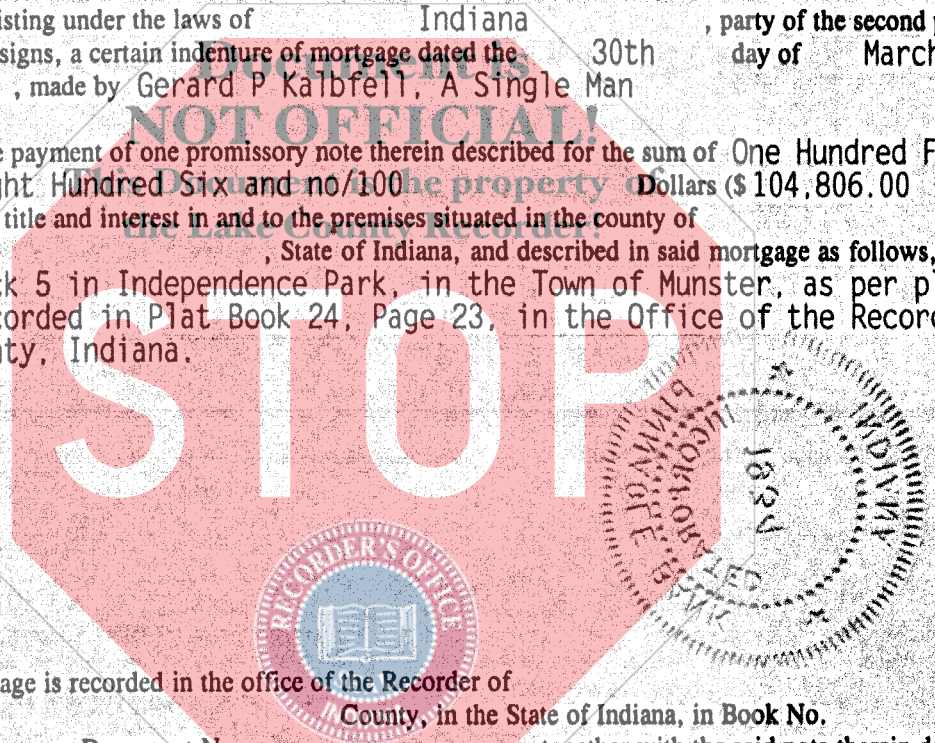 isting under the laws of Indiana , party of the second
signs, a certain indenture of mortgage dated the 30th day of March
, made by Gerard P Kalbfell, A Single Man
Document is
NOT OFFICIAL!
payment of one promissory note therein described for the sum of One Hundred F
ght Hundred Six and no/100 Dollars ($ 104,806.00
This Document is the property of
title and interest in and to the premises situated in the county of
the Lake County Recorder!
, State of Indiana, and described in said mortgage as follows,
k 5 in Independence Park, in the Town of Munster, as per p
orded in Plat Book 24, Page 23, in the Office of the Recor
ty, Indiana.
STOP
PINNACLE BANK
INCORPORATED
INDIANA
RECORDER'S OFFICE
age is recorded in the office of the Recorder of
County, in the State of Indiana, in Book No.